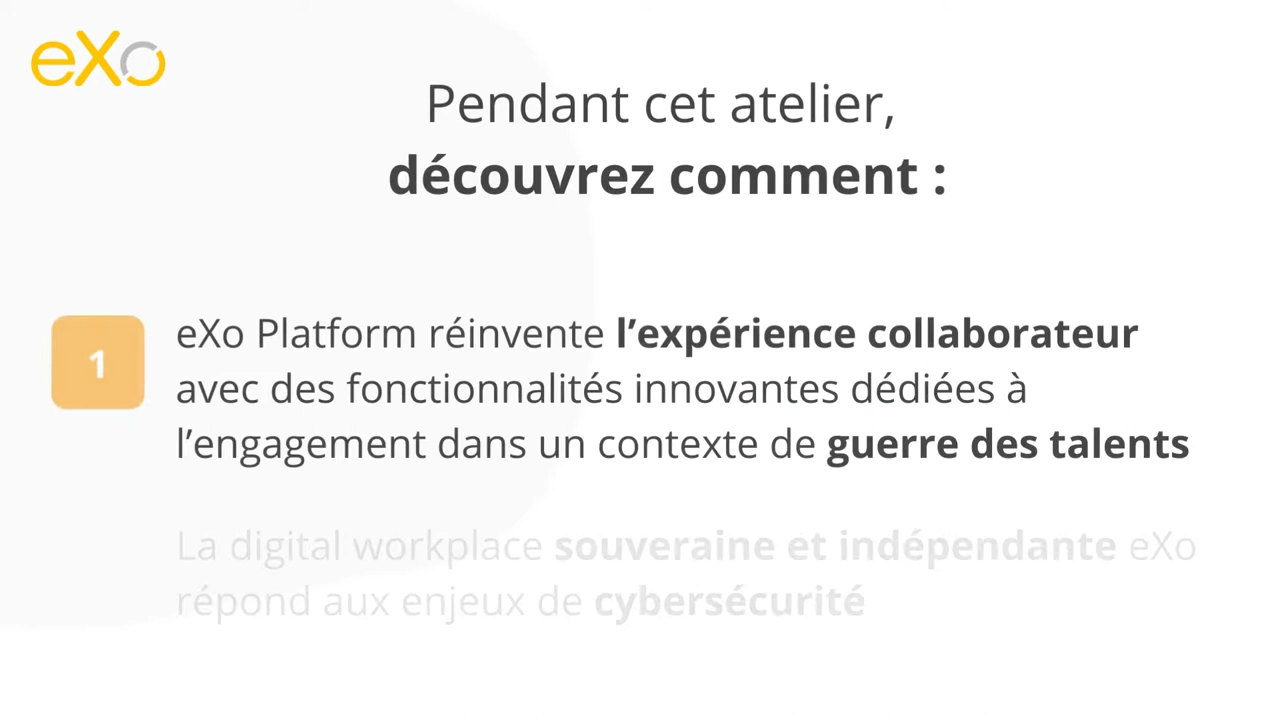 eXo
Pendant cet atelier,
découvrez comment :
1
eXo Platform réinvente l’expérience collaborateur
avec des fonctionnalités innovantes dédiées à
l’engagement dans un contexte de guerre des talents
La digital workplace souveraine et indépendante eXo
répond aux enjeux de cybersécurité